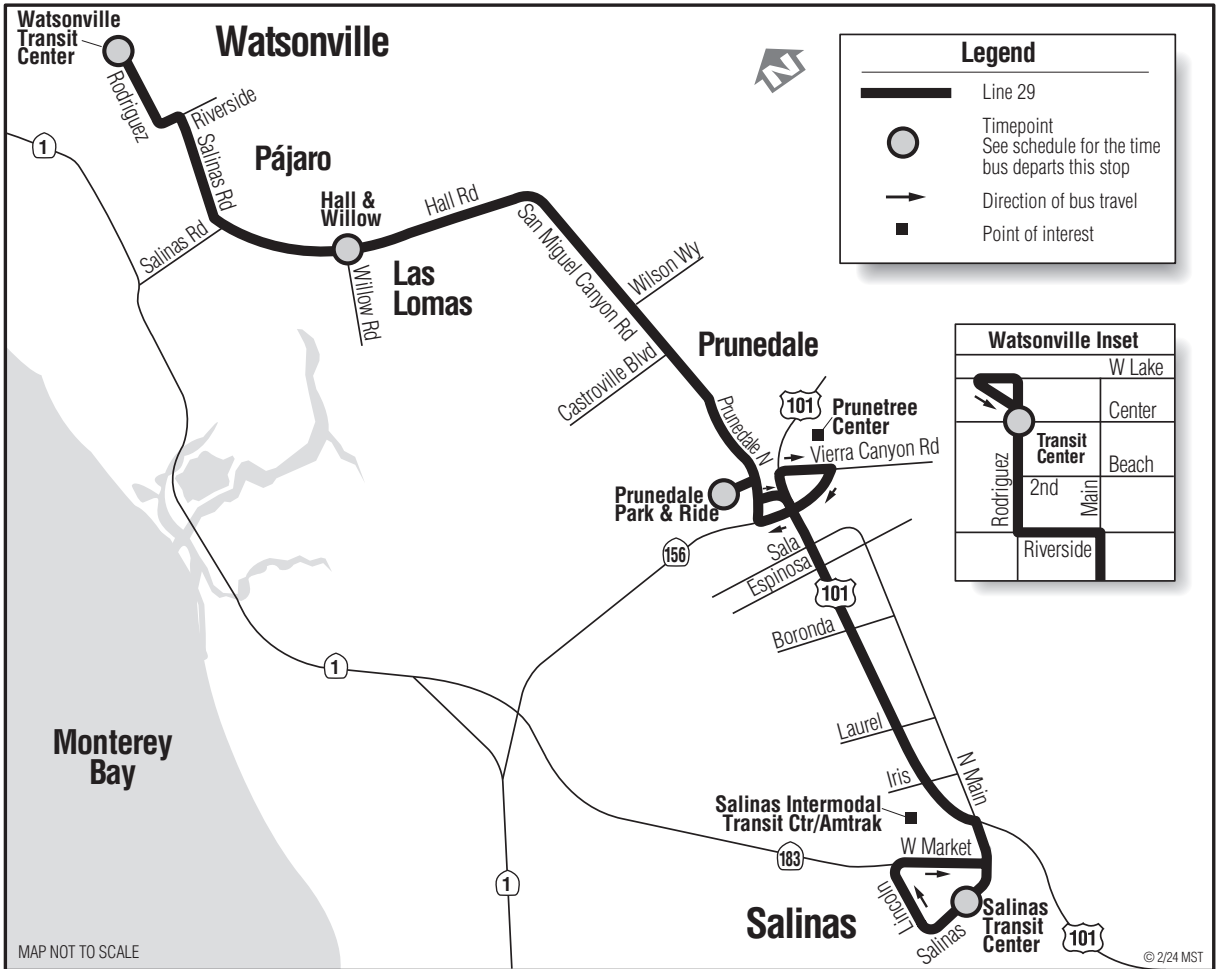 Watsonville
Transit
Center
Watsonville
N
Legend
Line 29
Timepoint
See schedule for the time
bus departs this stop
Direction of bus travel
Point of interest
Rodriguez
Riverside
1
Salinas Rd
Pájaro
Hall &
Willow
Hall Rd
Salinas Rd
Willow Rd
Las
Lomas
San Miguel Canyon Rd
Wilson Wy
Castroville Blvd
Prunedale
Prunedale N
101
Prunetree
Center
Vierra Canyon Rd
Prunedale
Park & Ride
156
Sala
Espinosa
101
Boronda
Watsonville Inset
W Lake
Center
Transit
Center
Beach
Rodriguez
2nd
Main
Riverside
1
Monterey
Bay
Laurel
Iris
N Main
Salinas Intermodal
Transit Ctr/Amtrak
W Market
183
Lincoln
1
Salinas
Salinas
Salinas
Transit
Center
101
MAP NOT TO SCALE
© 2/24 MST